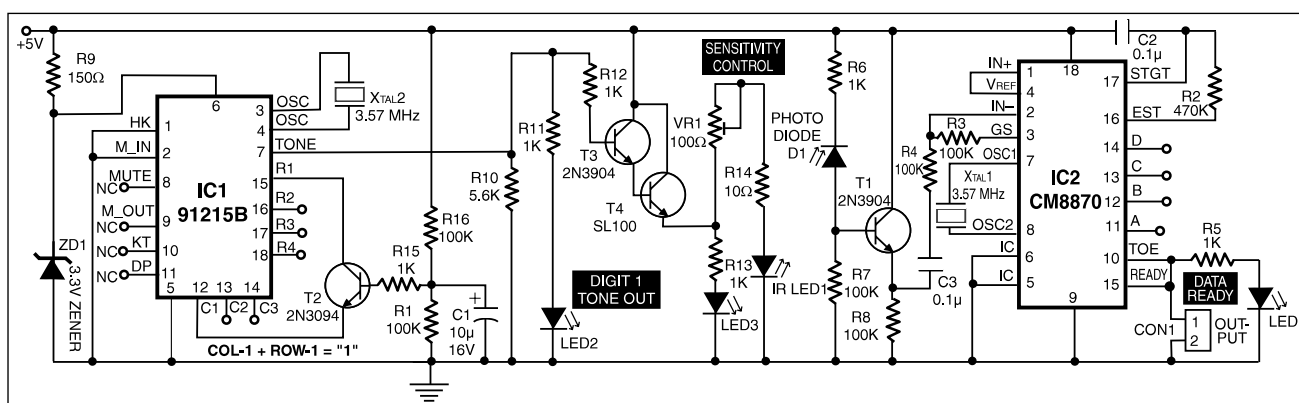 +5V
R9
150Ω
6
OSC
3
OSC
4
XTAL2
3.57 MHz
HK
1
M_IN
2
TONE
7
MUTE
NC
8
R1
15
IC1
91215B
R2
16
M_OUT
NC
9
R3
17
KT
NC
10
R4
18
DP
NC
11
5
12
13
14
C1
C2
C3
ZD1
3.3V ZENER
COL-1 + ROW-1 = "1"
T2
2N3094
R15
1K
R16
100K
R1
100K
C1
10µ
16V
+
R10
5.6K
R11
1K
DIGIT 1
TONE OUT
LED2
R12
1K
T3
2N3904
T4
SL100
SENSITIVITY
CONTROL
VR1
100Ω
R14
10Ω
R13
1K
LED3
IR LED1
PHOTO
DIODE
D1
R6
1K
T1
2N3904
R7
100K
R8
100K
C3
0.1µ
R4
100K
R3
100K
IN+
1
VREF
4
IN–
2
GS
3
OSC1
7
XTAL1
3.57 MHz
OSC2
8
IC
6
IC
5
IC2
CM8870
18
9
C2
0.1µ
17
STGT
R2
470K
16
EST
14
D
13
C
12
B
11
A
10
TOE
15
READY
R5
1K
DATA
READY
LED
CON1
1
2
OUT-
PUT